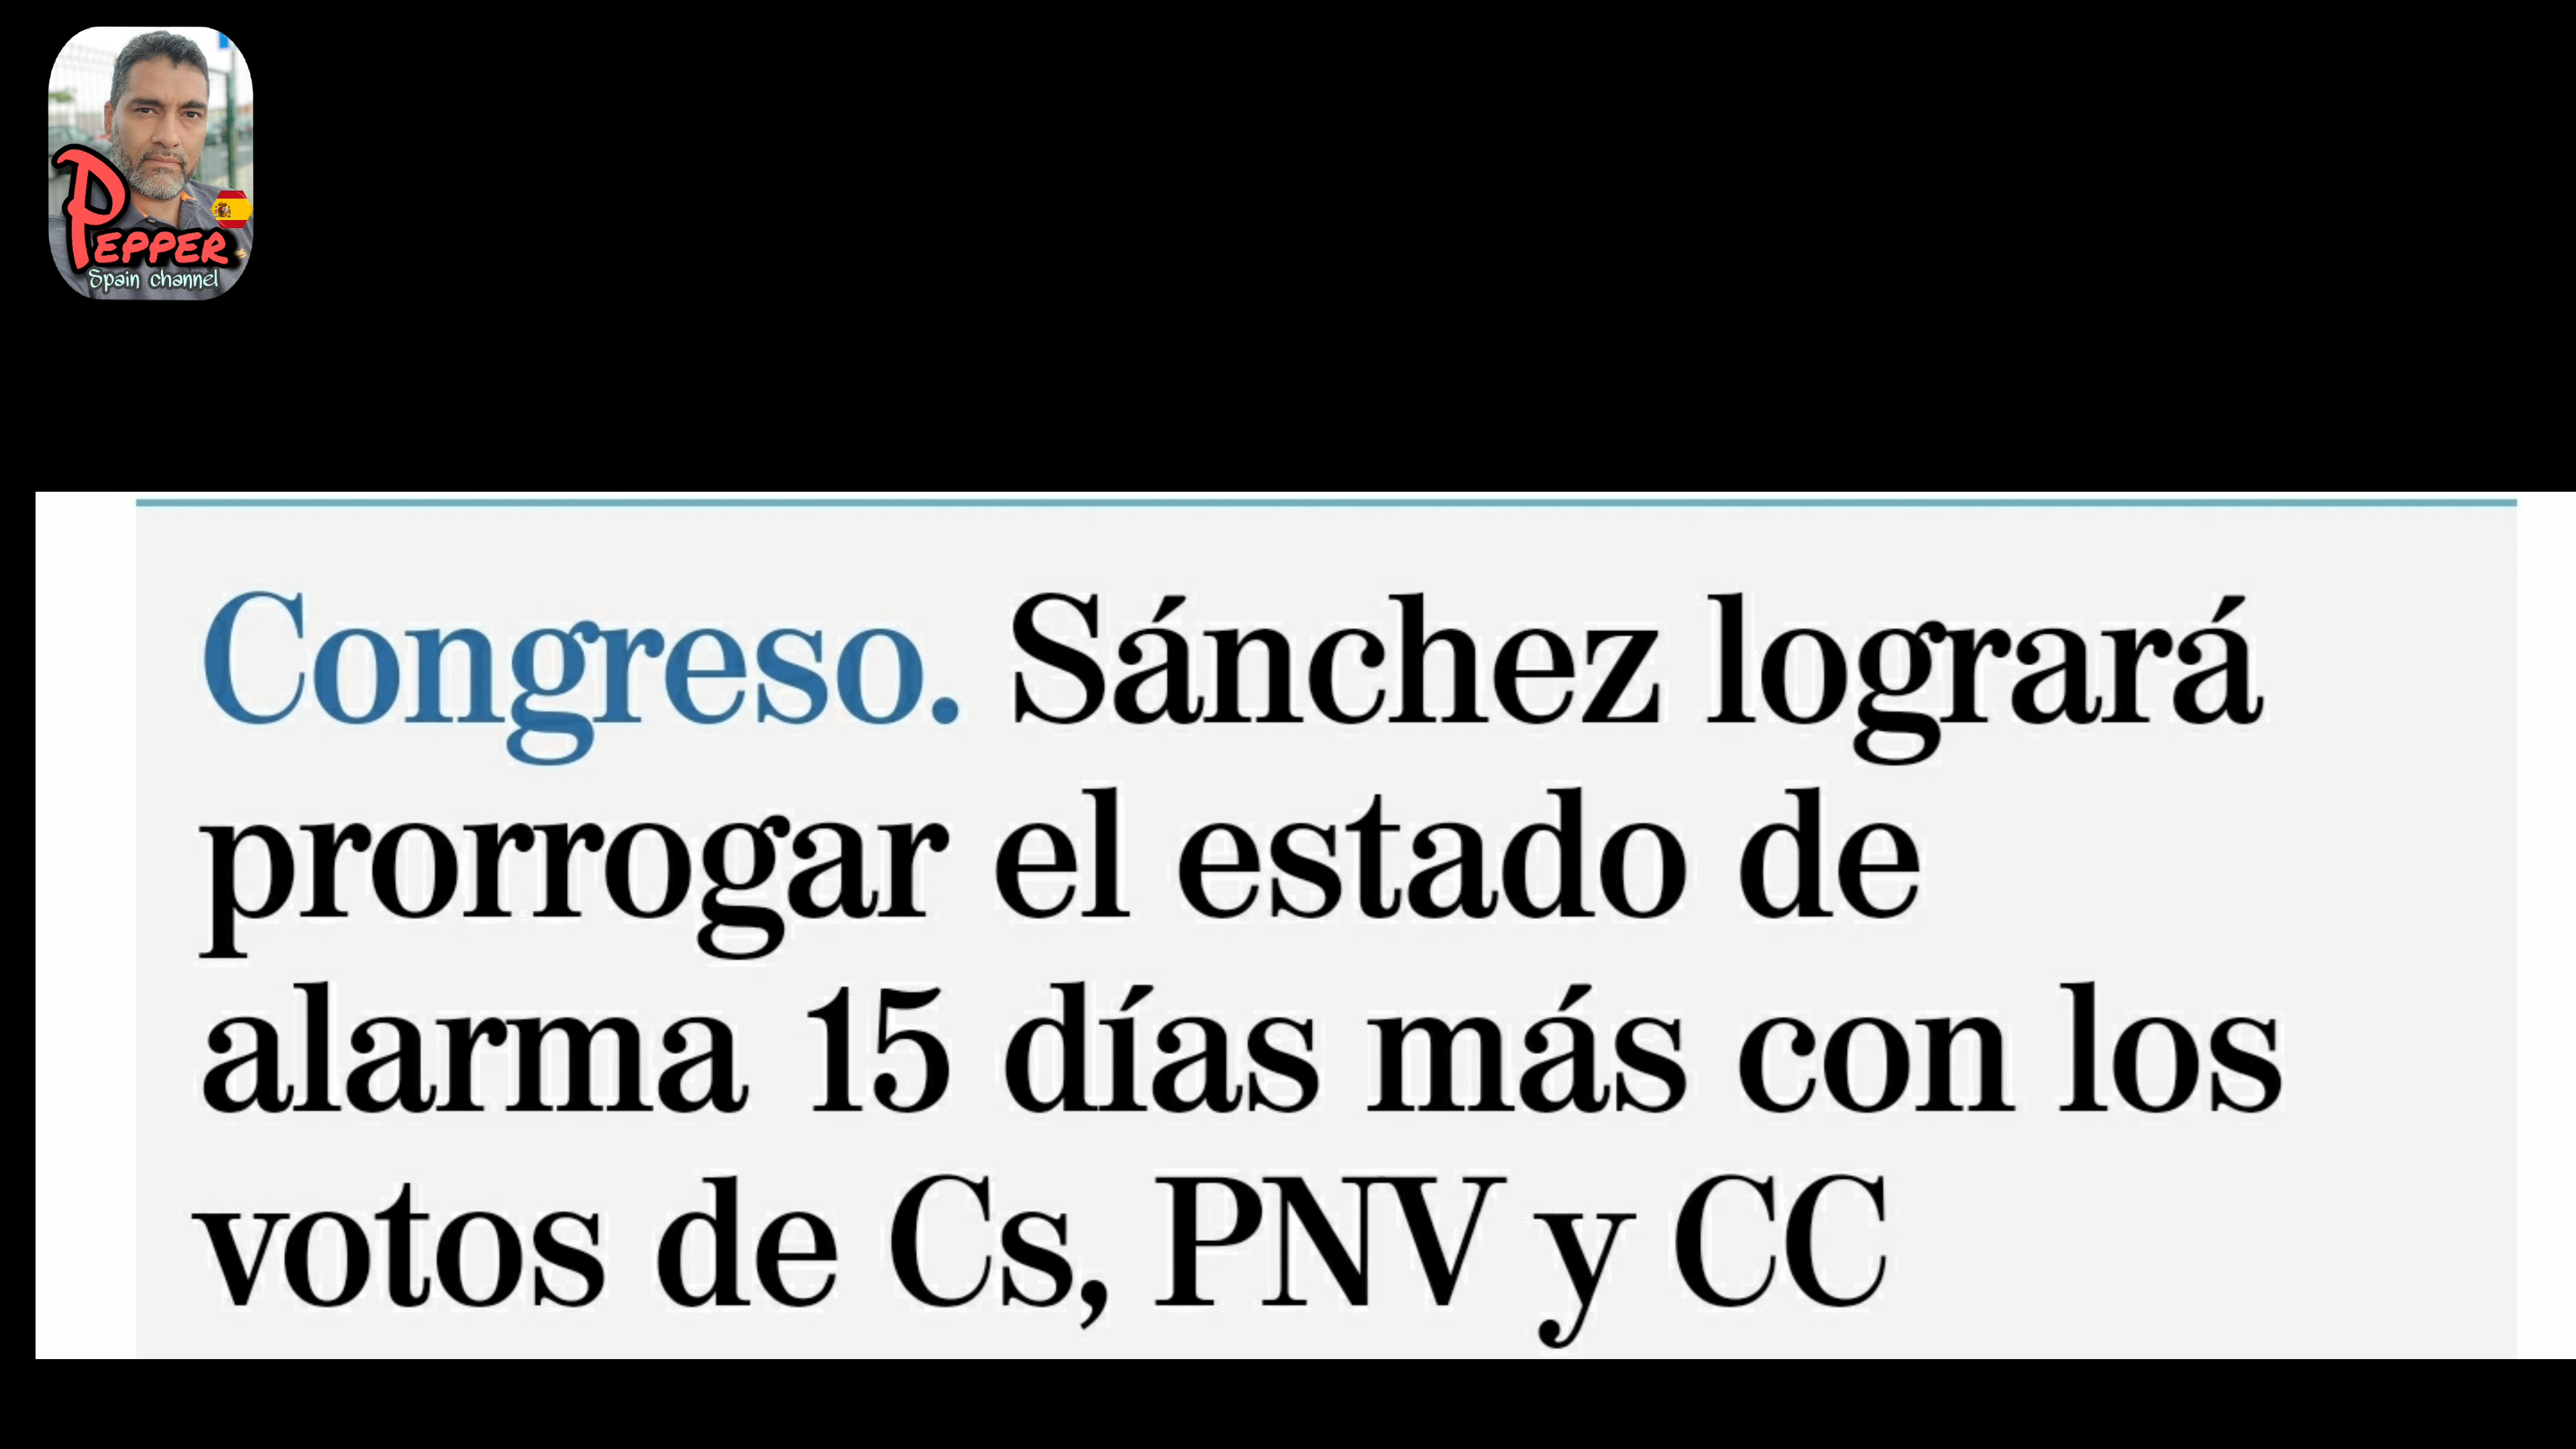 PEPPER
Spain channel
Congreso. Sánchez logrará
prorrogar el estado de
alarma 15 días más con los
votos de Cs, PNV y CC